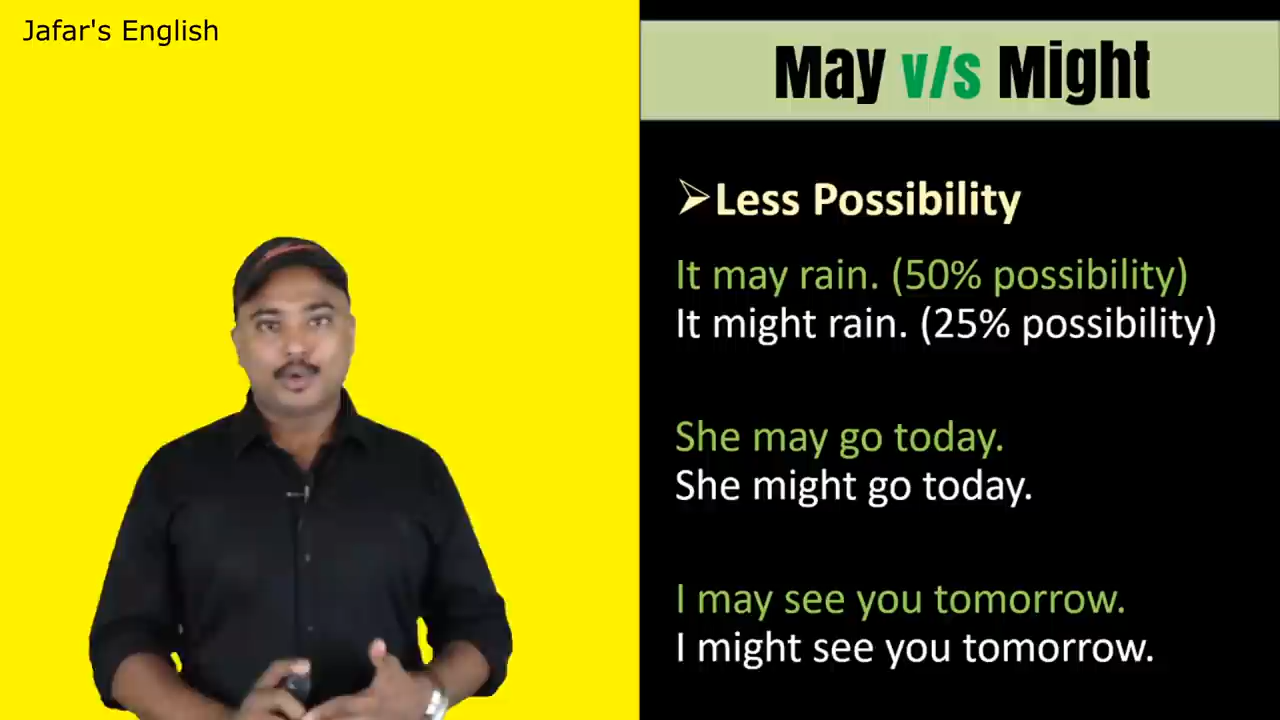 Jafar's English
May v/s Might
➢Less Possibility
It may rain. (50% possibility)
It might rain. (25% possibility)
She may go today.
She might go today.
I may see you tomorrow.
I might see you tomorrow.